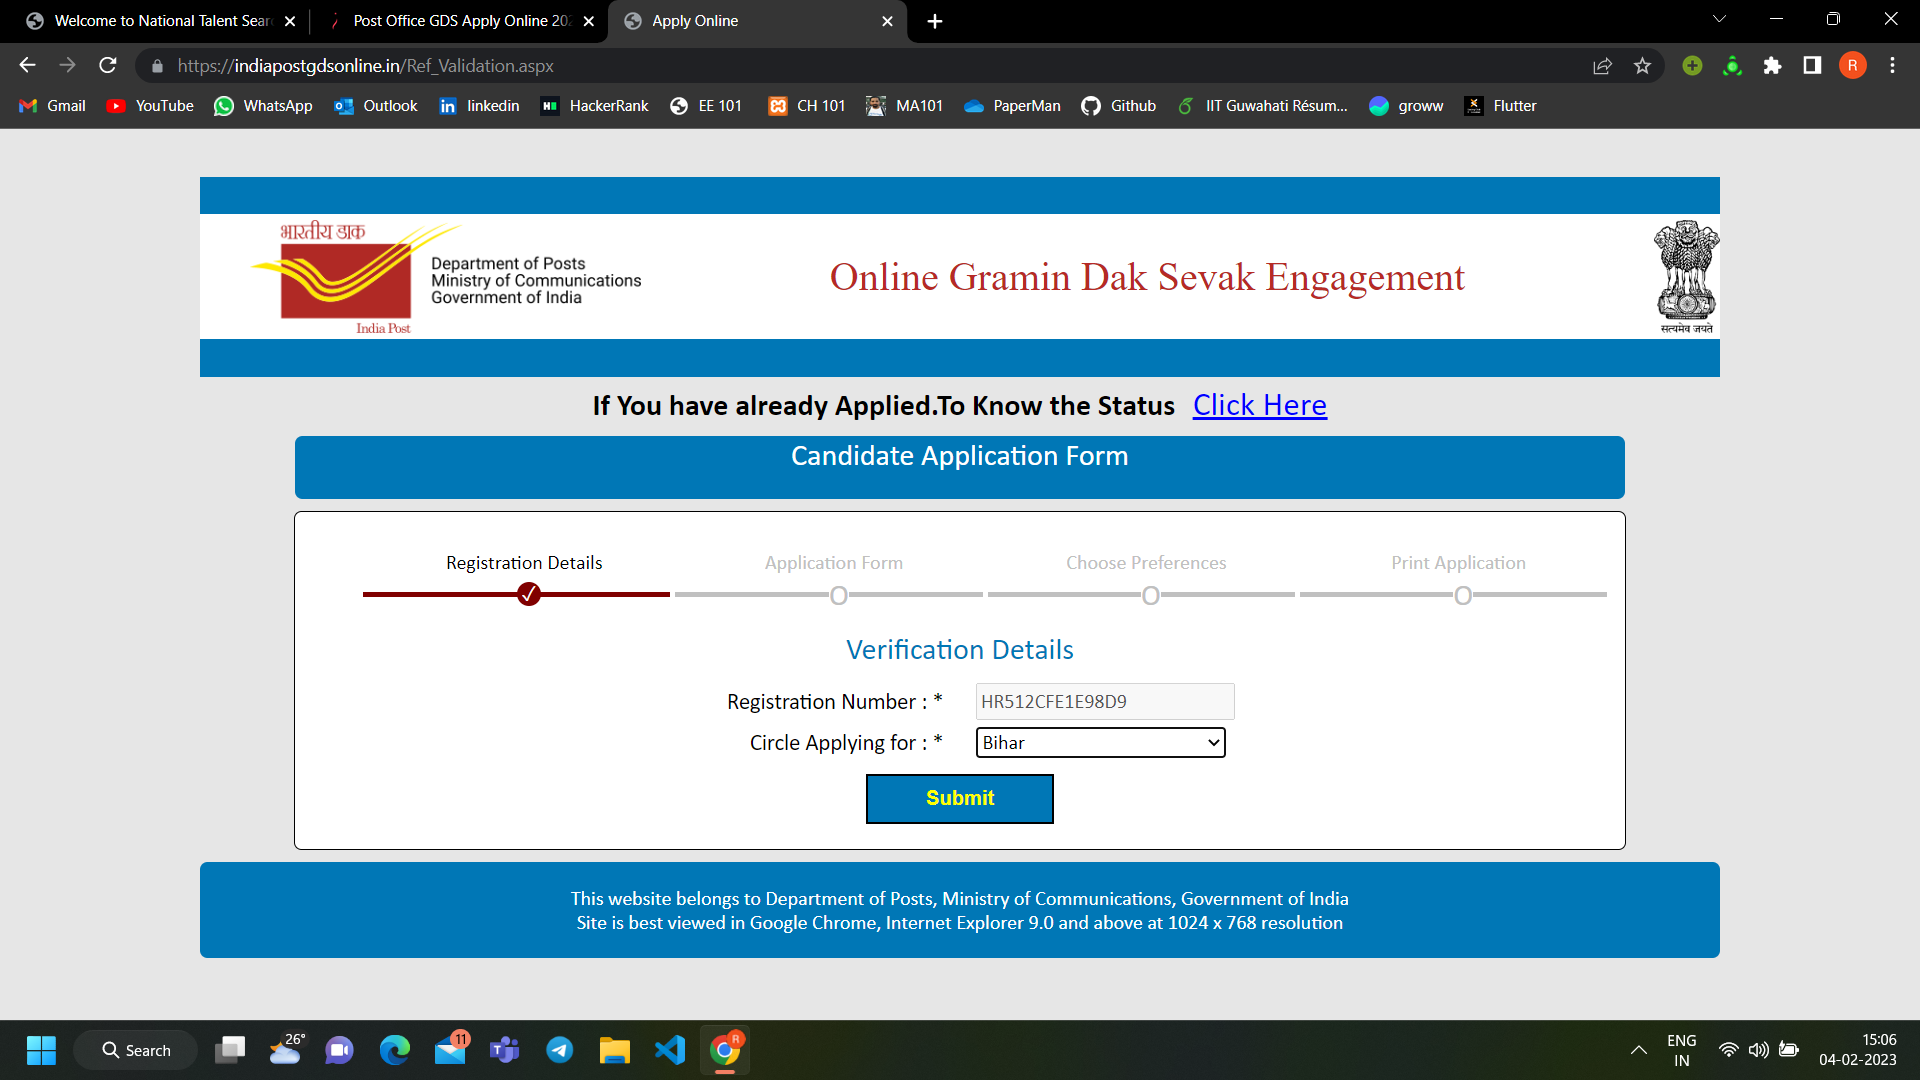 Welcome to National Talent Sear
Post Office GDS Apply Online 202
Apply Online
https://indiapostgdsonline.in/Ref_Validation.aspx
R
Gmail
YouTube
WhatsApp
Outlook
linkedin
HackerRank
EE 101
CH 101
MA101
PaperMan
Github
IIT Guwahati Résum...
groww
Flutter
भारतीय डाक
India Post
Department of Posts
Ministry of Communications
Government of India
Online Gramin Dak Sevak Engagement
सत्यमेव जयते
If You have already Applied.To Know the Status Click Here
Candidate Application Form
Registration Details
Application Form
Choose Preferences
Print Application
Verification Details
Registration Number : * HR512CFE1E98D9
Circle Applying for : * Bihar
Submit
This website belongs to Department of Posts, Ministry of Communications, Government of India
Site is best viewed in Google Chrome, Internet Explorer 9.0 and above at 1024 x 768 resolution
Search
26°
11
R
ENG
IN
15:06
04-02-2023